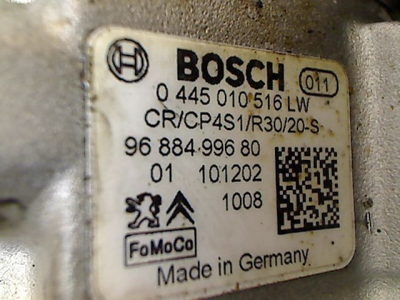 BOSCH 011
0 445 010 516 LW
CR/CP4S1/R30/20-S
96 884 996 80
01 101202
1008
FoMoCo
Made in Germany